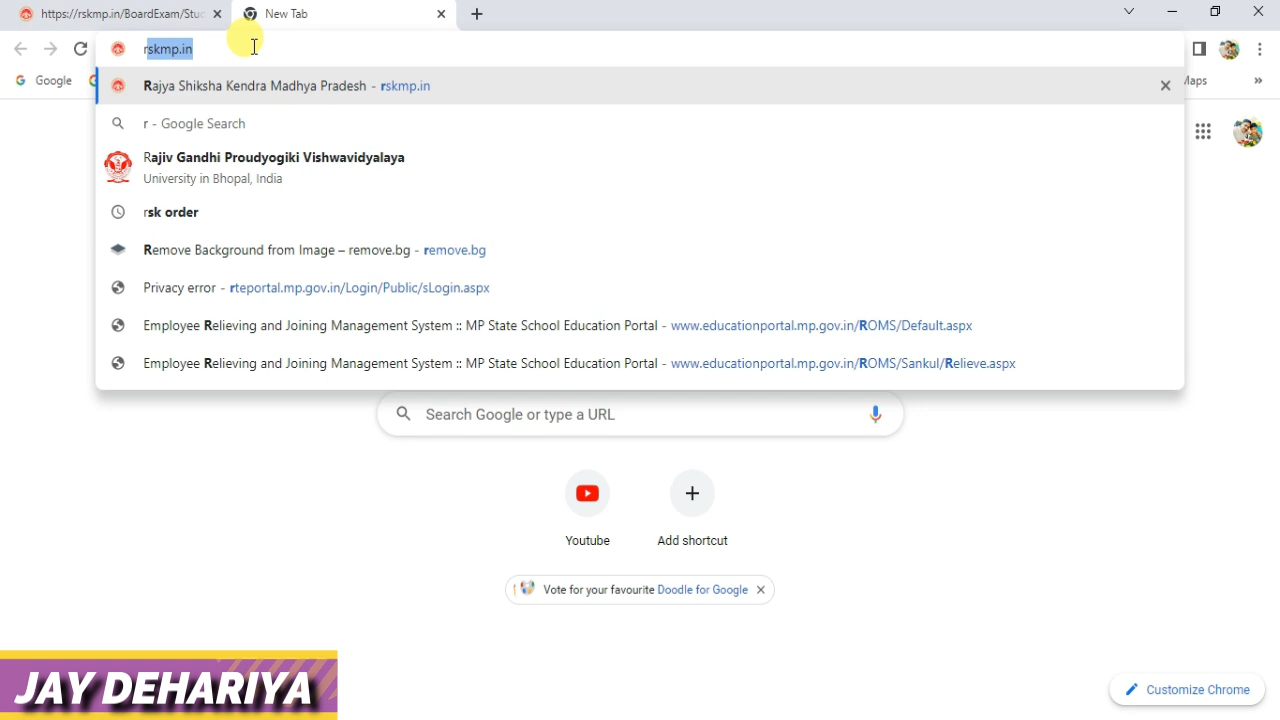 https://rskmp.in/BoardExam/Stuc
New Tab
rskmp.in
Google
Maps
Rajya Shiksha Kendra Madhya Pradesh - rskmp.in
r - Google Search
Rajiv Gandhi Proudyogiki Vishwavidyalaya
University in Bhopal, India
rsk order
Remove Background from Image – remove.bg - remove.bg
Privacy error - rteportal.mp.gov.in/Login/Public/sLogin.aspx
Employee Relieving and Joining Management System :: MP State School Education Portal - www.educationportal.mp.gov.in/ROMS/Default.aspx
Employee Relieving and Joining Management System :: MP State School Education Portal - www.educationportal.mp.gov.in/ROMS/Sankul/Relieve.aspx
Search Google or type a URL
Youtube
Add shortcut
Vote for your favourite Doodle for Google
JAY DEHARIYA
Customize Chrome